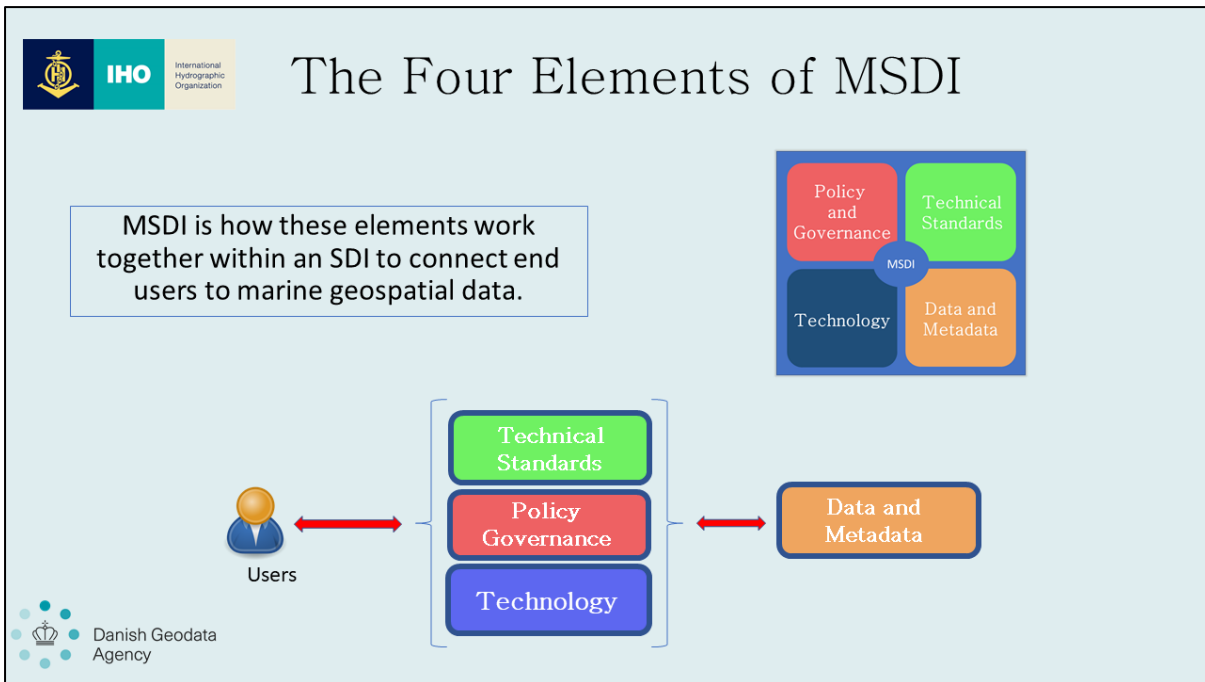 IHO
International
Hydrographic
Organization
The Four Elements of MSDI
MSDI is how these elements work
together within an SDI to connect end
users to marine geospatial data.
Policy
and
Governance
Technical
Standards
MSDI
Technology
Data and
Metadata
Technical
Standards
Policy
Governance
Technology
Users
Data and
Metadata
Danish Geodata
Agency